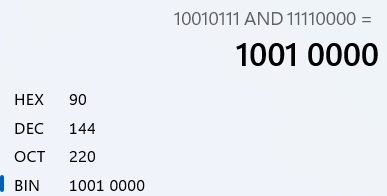 10010111 AND 11110000 =
1001 0000
HEX 90
DEC 144
OCT 220
BIN 1001 0000